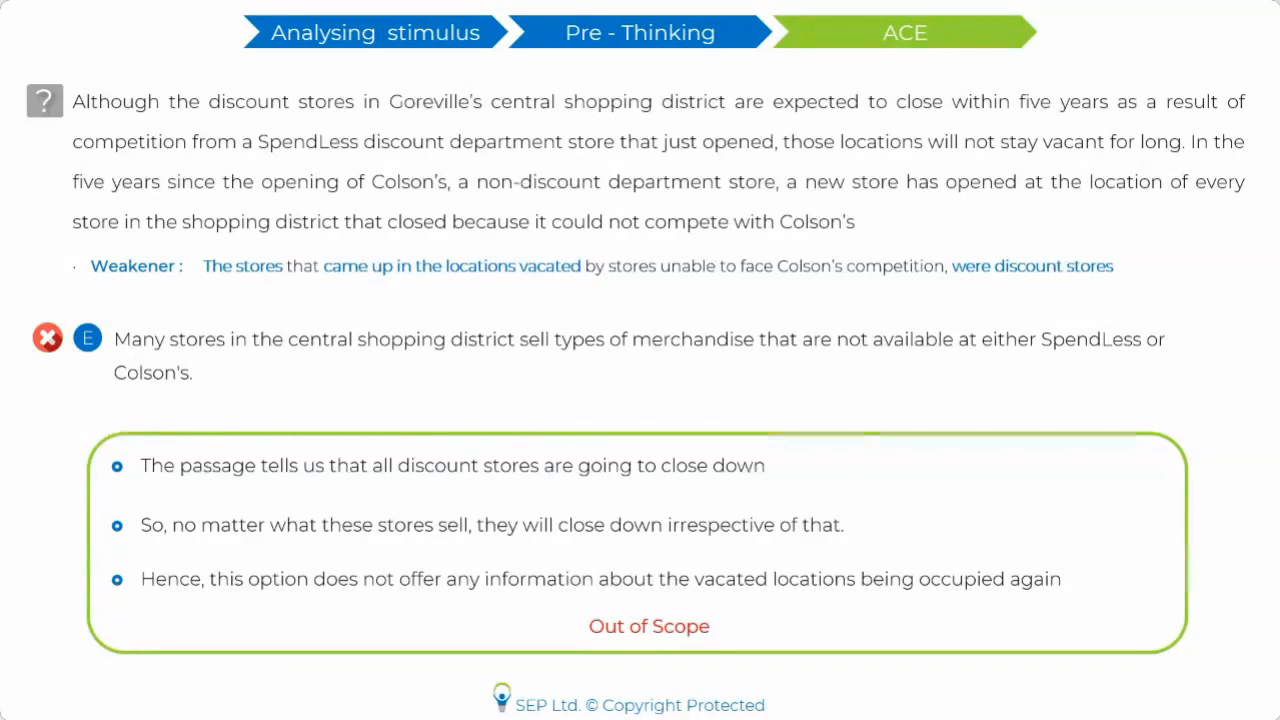 Analysing stimulus
Pre - Thinking
ACE
?
Although the discount stores in Goreville's central shopping district are expected to close within five years as a result of
competition from a SpendLess discount department store that just opened, those locations will not stay vacant for long. In the
five years since the opening of Colson's, a non-discount department store, a new store has opened at the location of every
store in the shopping district that closed because it could not compete with Colson's
· Weakener : The stores that came up in the locations vacated by stores unable to face Colson's competition, were discount stores
E Many stores in the central shopping district sell types of merchandise that are not available at either SpendLess or
Colson's.
The passage tells us that all discount stores are going to close down
So, no matter what these stores sell, they will close down irrespective of that.
Hence, this option does not offer any information about the vacated locations being occupied again
Out of Scope
SEP Ltd. © Copyright Protected